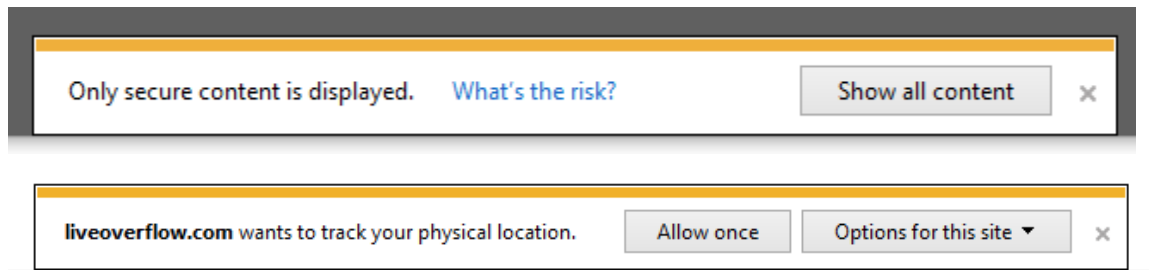 Only secure content is displayed. What's the risk? Show all content ×
liveoverflow.com wants to track your physical location. Allow once Options for this site ▼ ×